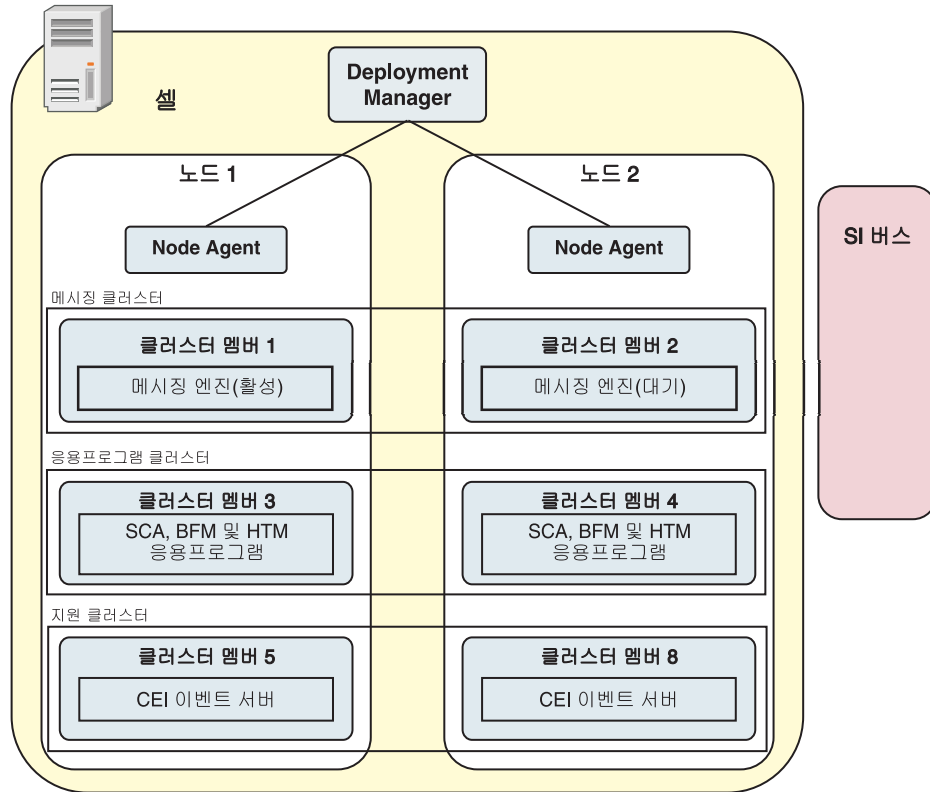 셀
Deployment
Manager
노드 1
노드 2
SI 버스
Node Agent
Node Agent
메시징 클러스터
클러스터 멤버 1
메시징 엔진(활성)
클러스터 멤버 2
메시징 엔진(대기)
응용프로그램 클러스터
클러스터 멤버 3
SCA, BFM 및 HTM
응용프로그램
클러스터 멤버 4
SCA, BFM 및 HTM
응용프로그램
지원 클러스터
클러스터 멤버 5
CEI 이벤트 서버
클러스터 멤버 8
CEI 이벤트 서버